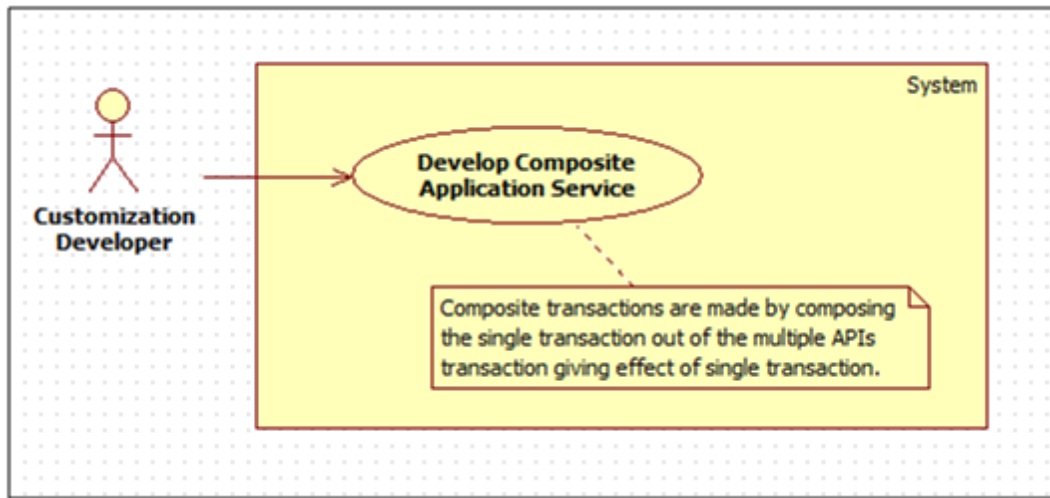 System
Develop Composite
Application Service
Customization
Developer
Composite transactions are made by composing
the single transaction out of the multiple APIs
transaction giving effect of single transaction.